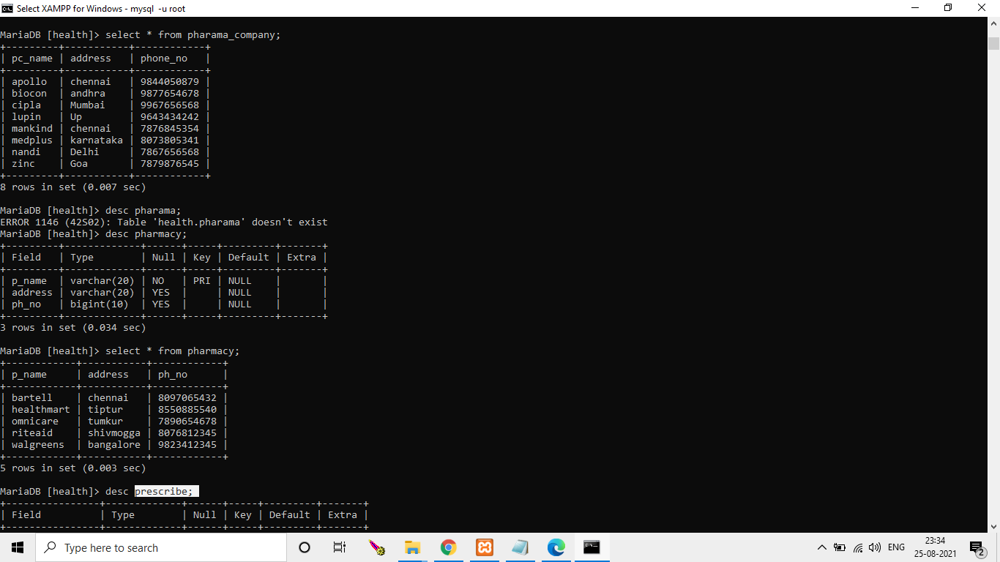 Select XAMPP for Windows - mysql  -u root
MariaDB [health]> select * from pharama_company;
+---------+-----------+------------+
| pc_name | address   | phone_no   |
+---------+-----------+------------+
| apollo  | chennai   | 9844050879 |
| biocon  | andhra    | 9877654678 |
| cipla   | Mumbai    | 9967656568 |
| lupin   | Up        | 9643434242 |
| mankind | chennai   | 7876845354 |
| medplus | karnataka | 8073805341 |
| nandi   | Delhi     | 7867656568 |
| zinc    | Goa       | 7879876545 |
+---------+-----------+------------+
8 rows in set (0.007 sec)
MariaDB [health]> desc pharama;
ERROR 1146 (42S02): Table 'health.pharama' doesn't exist
MariaDB [health]> desc pharmacy;
+---------+-------------+------+-----+---------+-------+
| Field   | Type        | Null | Key | Default | Extra |
+---------+-------------+------+-----+---------+-------+
| p_name  | varchar(20) | NO   | PRI | NULL    |       |
| address | varchar(20) | YES  |     | NULL    |       |
| ph_no   | bigint(10)  | YES  |     | NULL    |       |
+---------+-------------+------+-----+---------+-------+
3 rows in set (0.034 sec)
MariaDB [health]> select * from pharmacy;
+------------+-----------+------------+
| p_name     | address   | ph_no      |
+------------+-----------+------------+
| bartell    | chennai   | 8097065432 |
| healthmart | tiptur    | 8550885540 |
| omnicare   | tumkur    | 7890654678 |
| riteaid    | shivmogga | 8076812345 |
| walgreens  | bangalore | 9823412345 |
+------------+-----------+------------+
5 rows in set (0.003 sec)
MariaDB [health]> desc prescribe;
+----------------+-------------+------+-----+---------+-------+
| Field          | Type        | Null | Key | Default | Extra |
+----------------+-------------+------+-----+---------+-------+
Type here to search
ENG
23:34
25-08-2021
2